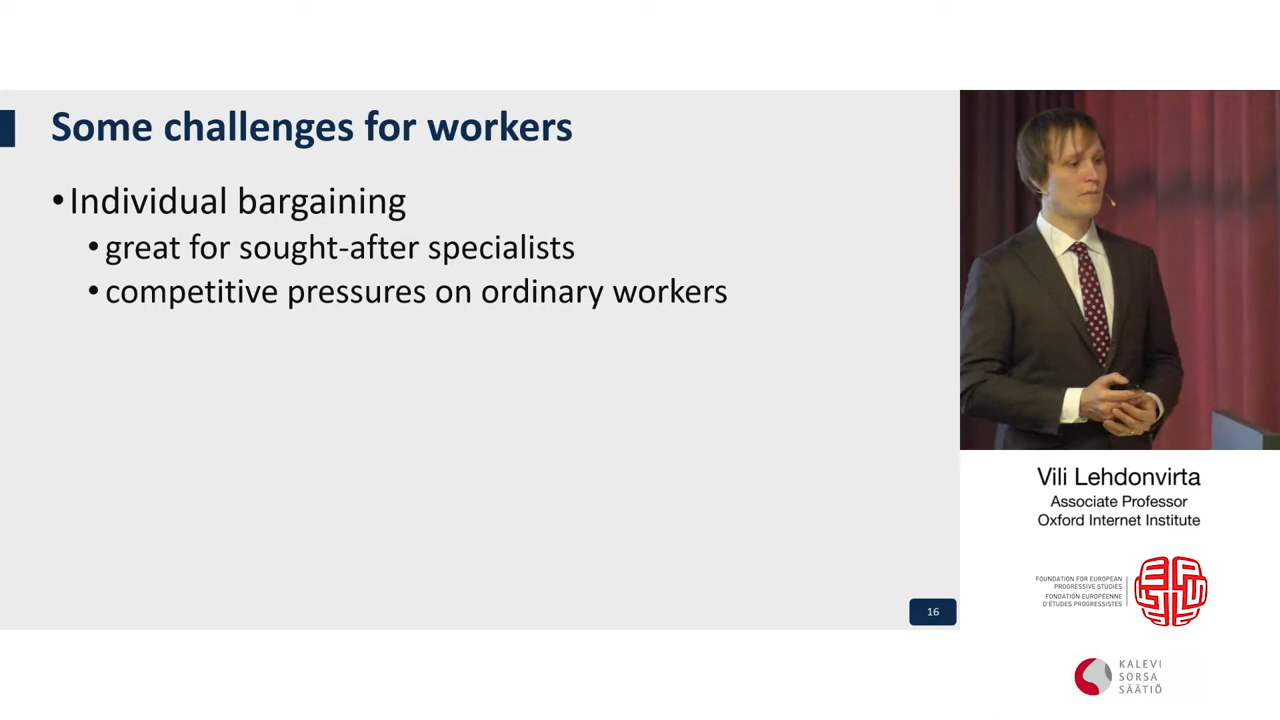 Some challenges for workers
•Individual bargaining
•great for sought-after specialists
•competitive pressures on ordinary workers
16
Vili Lehdonvirta
Associate Professor
Oxford Internet Institute
FOUNDATION FOR EUROPEAN
PROGRESSIVE STUDIES
FONDATION EUROPÉENNE
D'ÉTUDES PROGRESSISTES
KALEVI
SORSA
SÄÄTIÖ